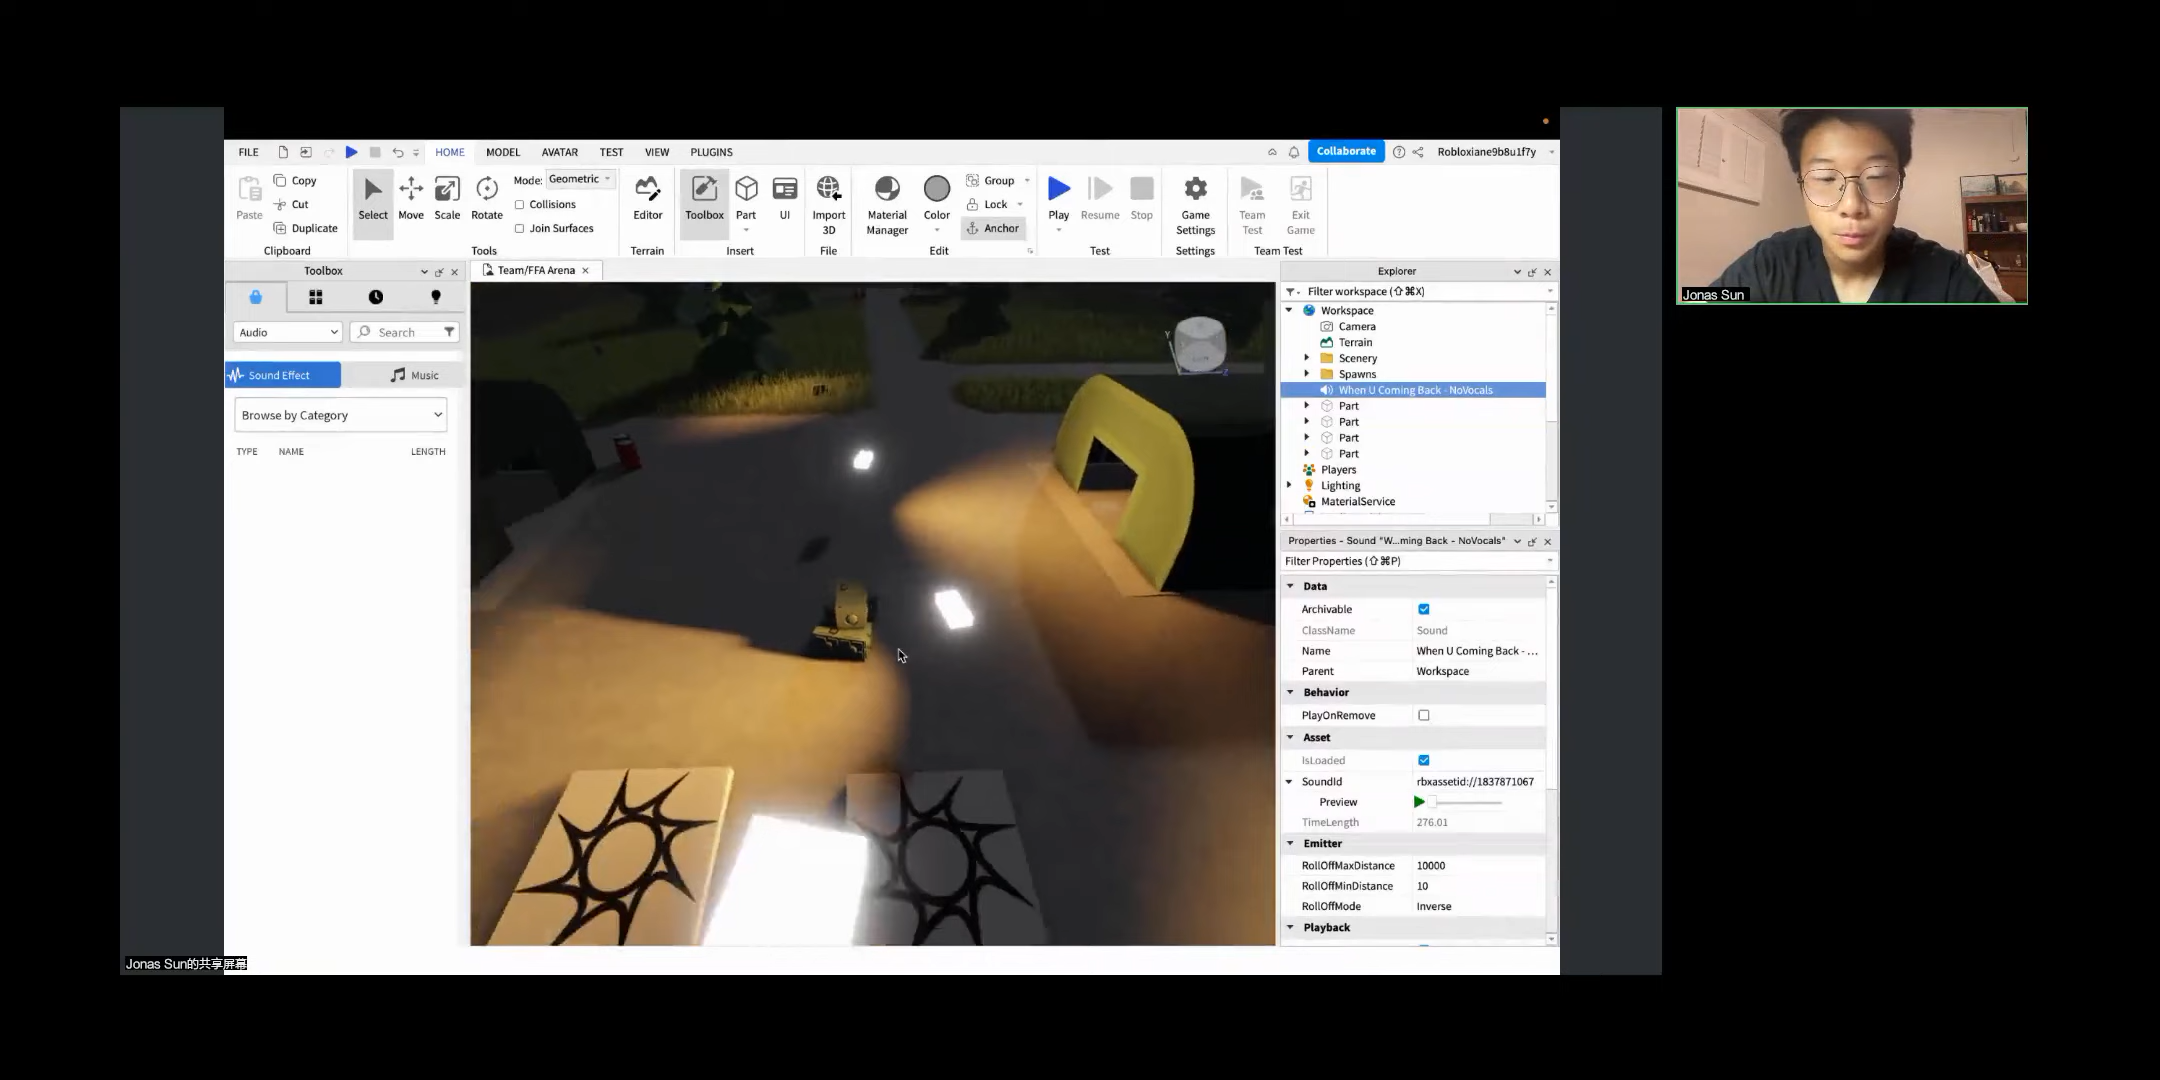 FILE HOME MODEL AVATAR TEST VIEW PLUGINS Collaborate Robloxiane9b8u1f7y
Paste Copy Cut Duplicate Clipboard
Select Move Scale Rotate Mode: Geometric Collisions Join Surfaces Tools
Editor Terrain
Toolbox Part UI Insert
Import 3D File
Material Manager Color Group Lock Anchor Edit
Play Resume Stop Test
Game Settings Settings
Team Test Exit Game Team Test
Toolbox
Audio Search
Sound Effect Music
Browse by Category
TYPE NAME LENGTH
Team/FFA Arena
Y
Z
Explorer
Filter workspace (⇧⌘X)
Workspace
Camera
Terrain
Scenery
Spawns
When U Coming Back - NoVocals
Part
Part
Part
Part
Players
Lighting
MaterialService
Properties - Sound "W...ming Back - NoVocals"
Filter Properties (⇧⌘P)
Data
Archivable
ClassName Sound
Name When U Coming Back - ...
Parent Workspace
Behavior
PlayOnRemove
Asset
IsLoaded
SoundId rbxassetid://1837871067
Preview
TimeLength 276.01
Emitter
RollOffMaxDistance 10000
RollOffMinDistance 10
RollOffMode Inverse
Playback
Jonas Sun
Jonas Sun的共享屏幕